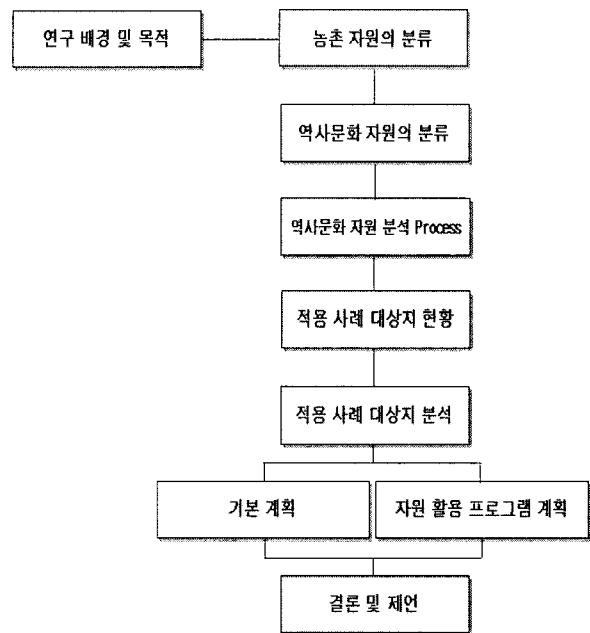 연구 배경 및 목적
농촌 자원의 분류
역사문화 자원의 분류
역사문화 자원 분석 Process
적용 사례 대상지 현황
적용 사례 대상지 분석
기본 계획
자원 활용 프로그램 계획
결론 및 제언